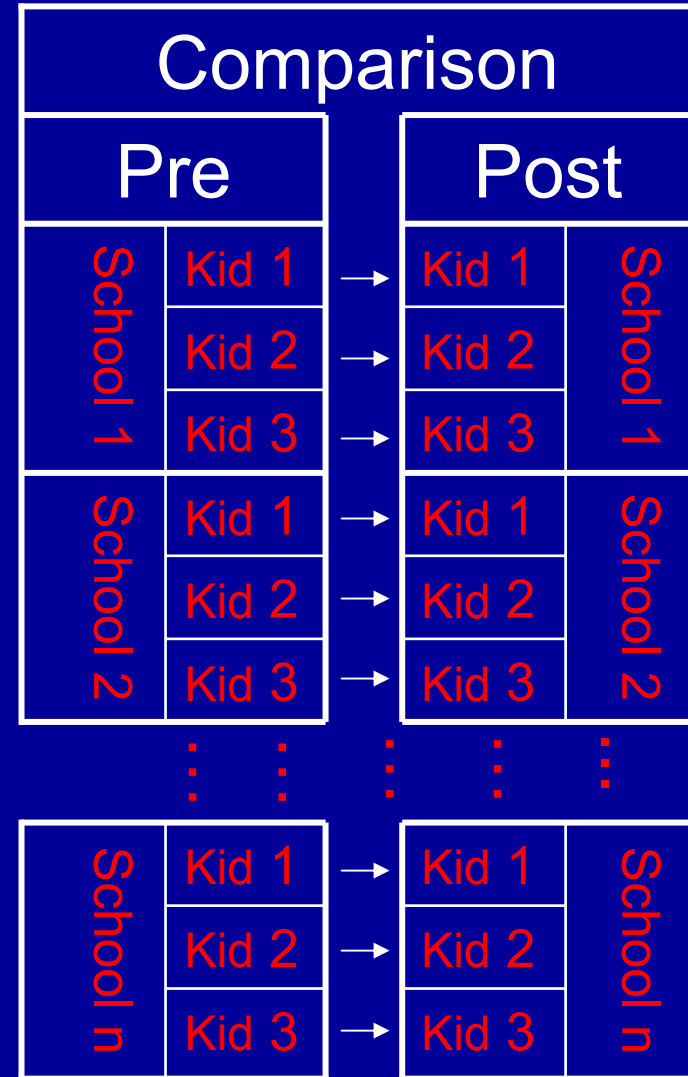 Comparison
Pre Post
School 1 Kid 1 → Kid 1 School 1
Kid 2 → Kid 2
Kid 3 → Kid 3
School 2 Kid 1 → Kid 1 School 2
Kid 2 → Kid 2
Kid 3 → Kid 3
⋮ ⋮ ⋮ ⋮ ⋮
School n Kid 1 → Kid 1 School n
Kid 2 → Kid 2
Kid 3 → Kid 3